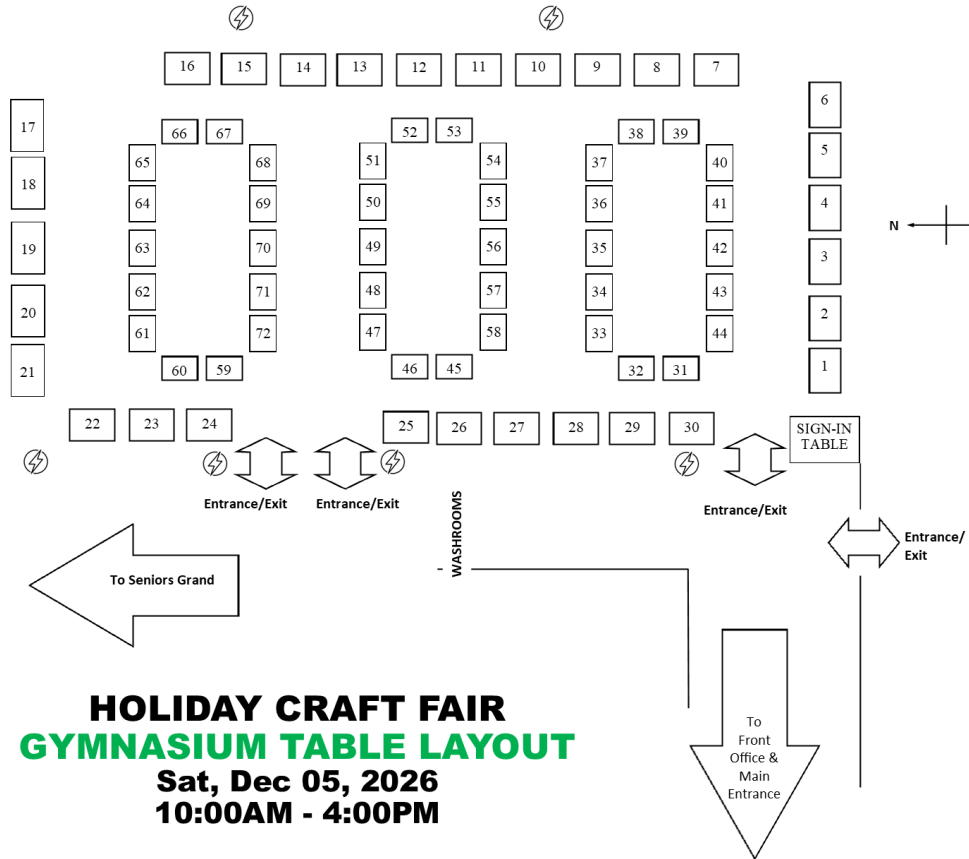 16 15 14 13 12 11 10 9 8 7
6
5
4
3
2
1
17
18
19
20
21
66 67
65 68
64 69
63 70
62 71
61 72
60 59
52 53
51 54
50 55
49 56
48 57
47 58
46 45
38 39
37 40
36 41
35 42
34 43
33 44
32 31
N
22 23 24 25 26 27 28 29 30
SIGN-IN
TABLE
Entrance/Exit
Entrance/Exit
Entrance/Exit
Entrance/
Exit
WASHROOMS
To Seniors Grand
To
Front
Office &
Main
Entrance
HOLIDAY CRAFT FAIR
GYMNASIUM TABLE LAYOUT
Sat, Dec 05, 2026
10:00AM - 4:00PM